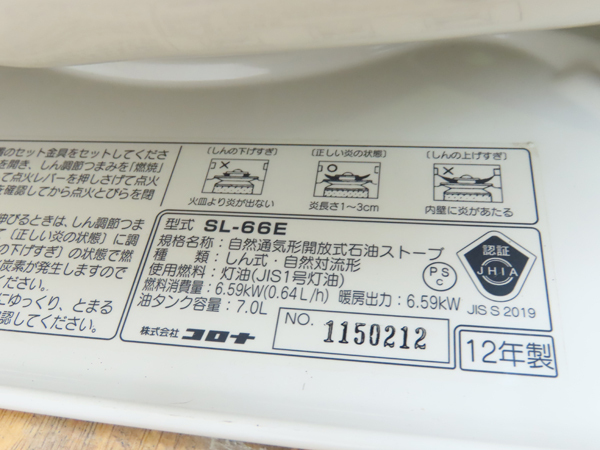 のセット金具をセットしてくださ
を開き、しん調節つまみを「燃焼」
て点火レバーを押しさげて点火
確認してから点火とびらを閉
(しんの下げすぎ)
火皿より炎が出ない
(正しい炎の状態)
炎長さ1~3cm
(しんの上げすぎ)
内壁に炎があたる
びるときは、しん調節つま
て〔正しい炎の状態〕に調
の下げすぎ〕の状態で燃
炭素が発生しますので
ださい。
にゆっくり、とまる
認してください。
型式 SL-66E
規格名称:自然通気形開放式石油ストーブ
種類:しん式・自然対流形
使用燃料:灯油(JIS1号灯油)
燃料消費量:6.59kW(0.64L/h) 暖房出力:6.59kW
油タンク容量:7.0L
PSC
認証
JHIA
JIS S 2019
株式会社 コロナ
NO. 1150212
12年製